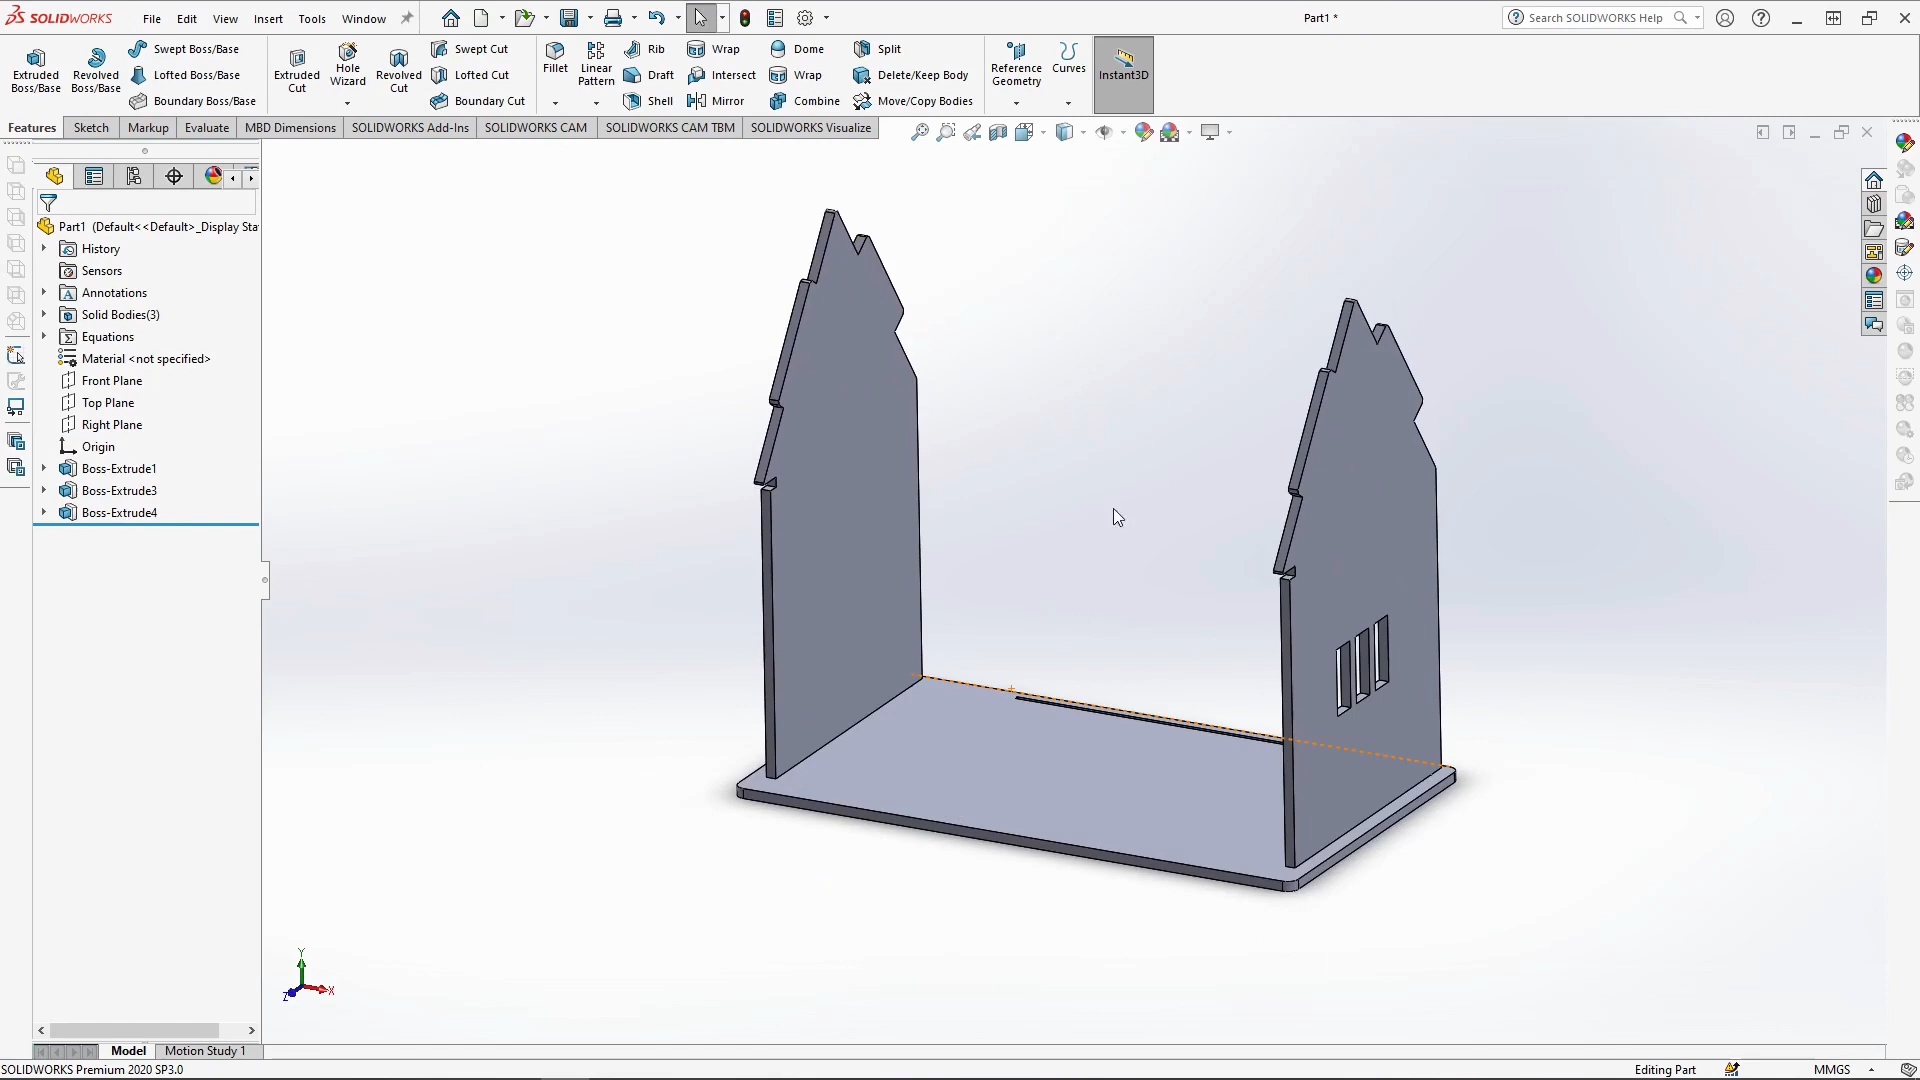 SOLIDWORKS File Edit View Insert Tools Window Part1 * Search SOLIDWORKS Help
Extruded Boss/Base
Revolved Boss/Base
Swept Boss/Base
Lofted Boss/Base
Boundary Boss/Base
Extruded Cut
Hole Wizard
Revolved Cut
Swept Cut
Lofted Cut
Boundary Cut
Fillet
Linear Pattern
Rib
Draft
Shell
Wrap
Intersect
Mirror
Dome
Wrap
Combine
Split
Delete/Keep Body
Move/Copy Bodies
Reference Geometry
Curves
Instant3D
Features Sketch Markup Evaluate MBD Dimensions SOLIDWORKS Add-Ins SOLIDWORKS CAM SOLIDWORKS CAM TBM SOLIDWORKS Visualize
Part1 (Default<<Default>_Display Sta
History
Sensors
Annotations
Solid Bodies(3)
Equations
Material <not specified>
Front Plane
Top Plane
Right Plane
Origin
Boss-Extrude1
Boss-Extrude3
Boss-Extrude4
Y
X
Z
Model Motion Study 1
SOLIDWORKS Premium 2020 SP3.0 Editing Part MMGS